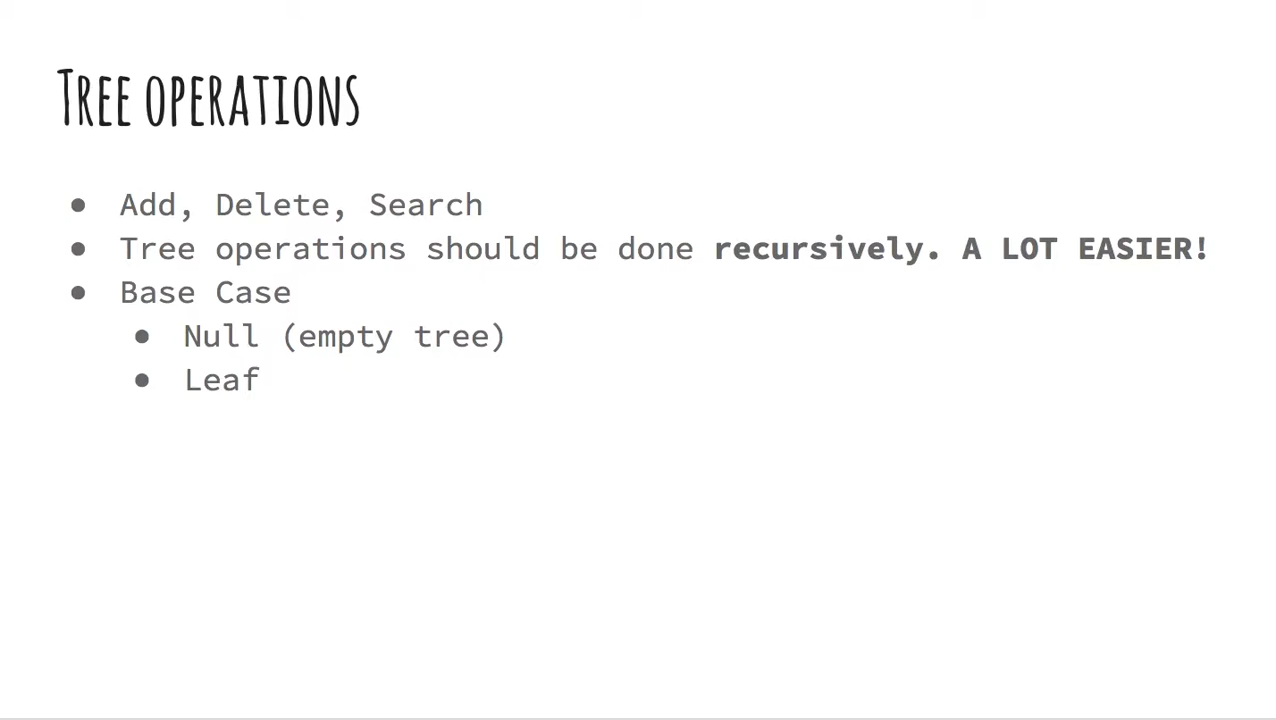 Tree operations
● Add, Delete, Search
● Tree operations should be done recursively. A LOT EASIER!
● Base Case
● Null (empty tree)
● Leaf